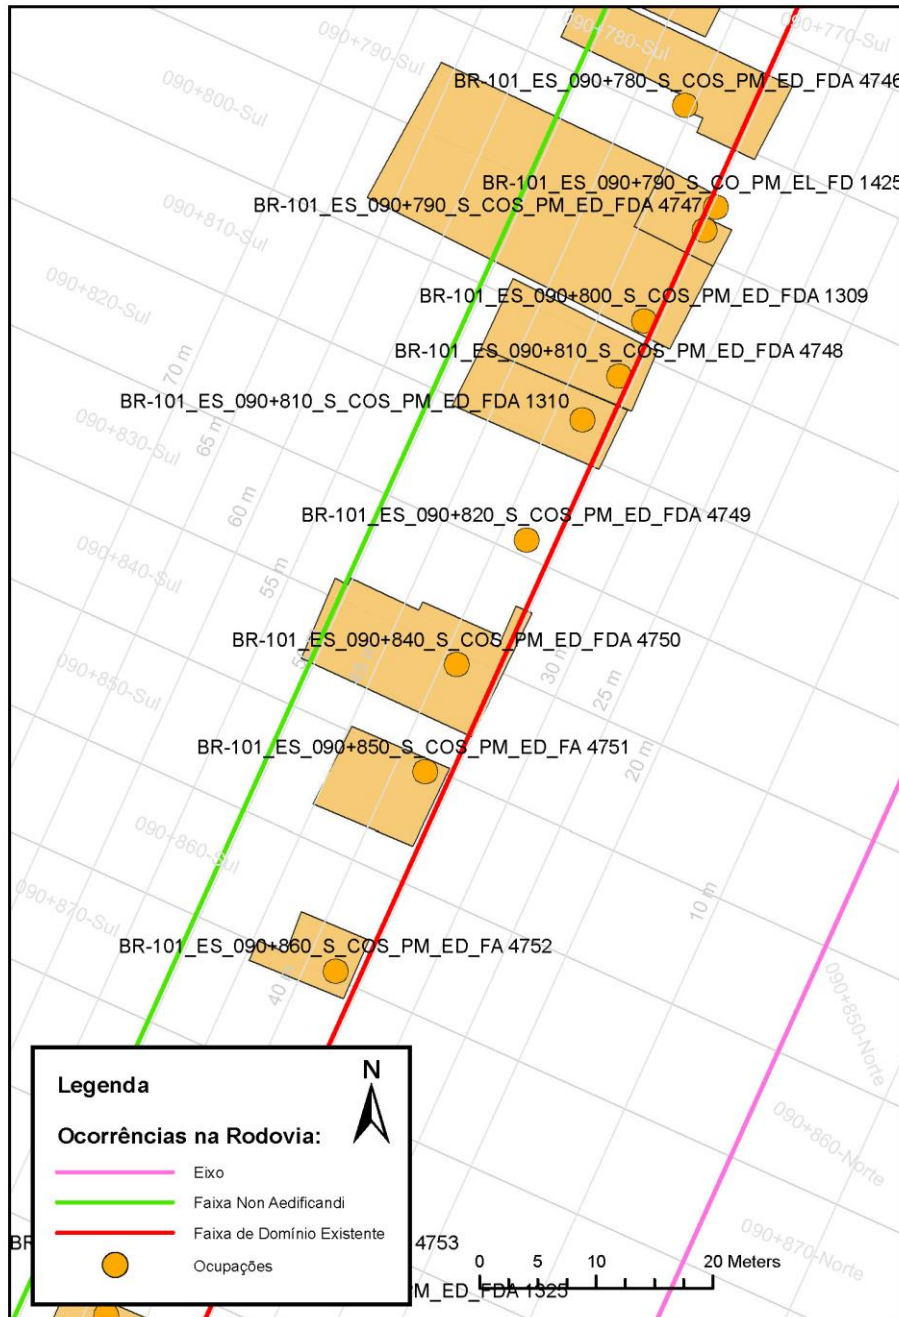 090+770-Sul
090+780-Sul
090+790-Sul
BR-101_ES_090+780_S_COS_PM_ED_FDA 4746
090+800-Sul
BR-101_ES_090+790_S_CO_PM_EL_FD 1425
BR-101_ES_090+790_S_COS_PM_ED_FDA 4747
090+810-Sul
090+820-Sul
BR-101_ES_090+800_S_COS_PM_ED_FDA 1309
BR-101_ES_090+810_S_COS_PM_ED_FDA 4748
70 m
BR-101_ES_090+810_S_COS_PM_ED_FDA 1310
090+830-Sul
65 m
60 m
BR-101_ES_090+820_S_COS_PM_ED_FDA 4749
090+840-Sul
55 m
BR-101_ES_090+840_S_COS_PM_ED_FDA 4750
30 m
090+850-Sul
25 m
BR-101_ES_090+850_S_COS_PM_ED_FA 4751
20 m
090+860-Sul
090+870-Sul
10 m
BR-101_ES_090+860_S_COS_PM_ED_FA 4752
40 m
090+850-Norte
Legenda
N
Ocorrências na Rodovia:
Eixo
Faixa Non Aedificandi
Faixa de Domínio Existente
Ocupações
090+860-Norte
090+870-Norte
BR
4753
0 5 10 20 Meters
M_ED_FDA 1325